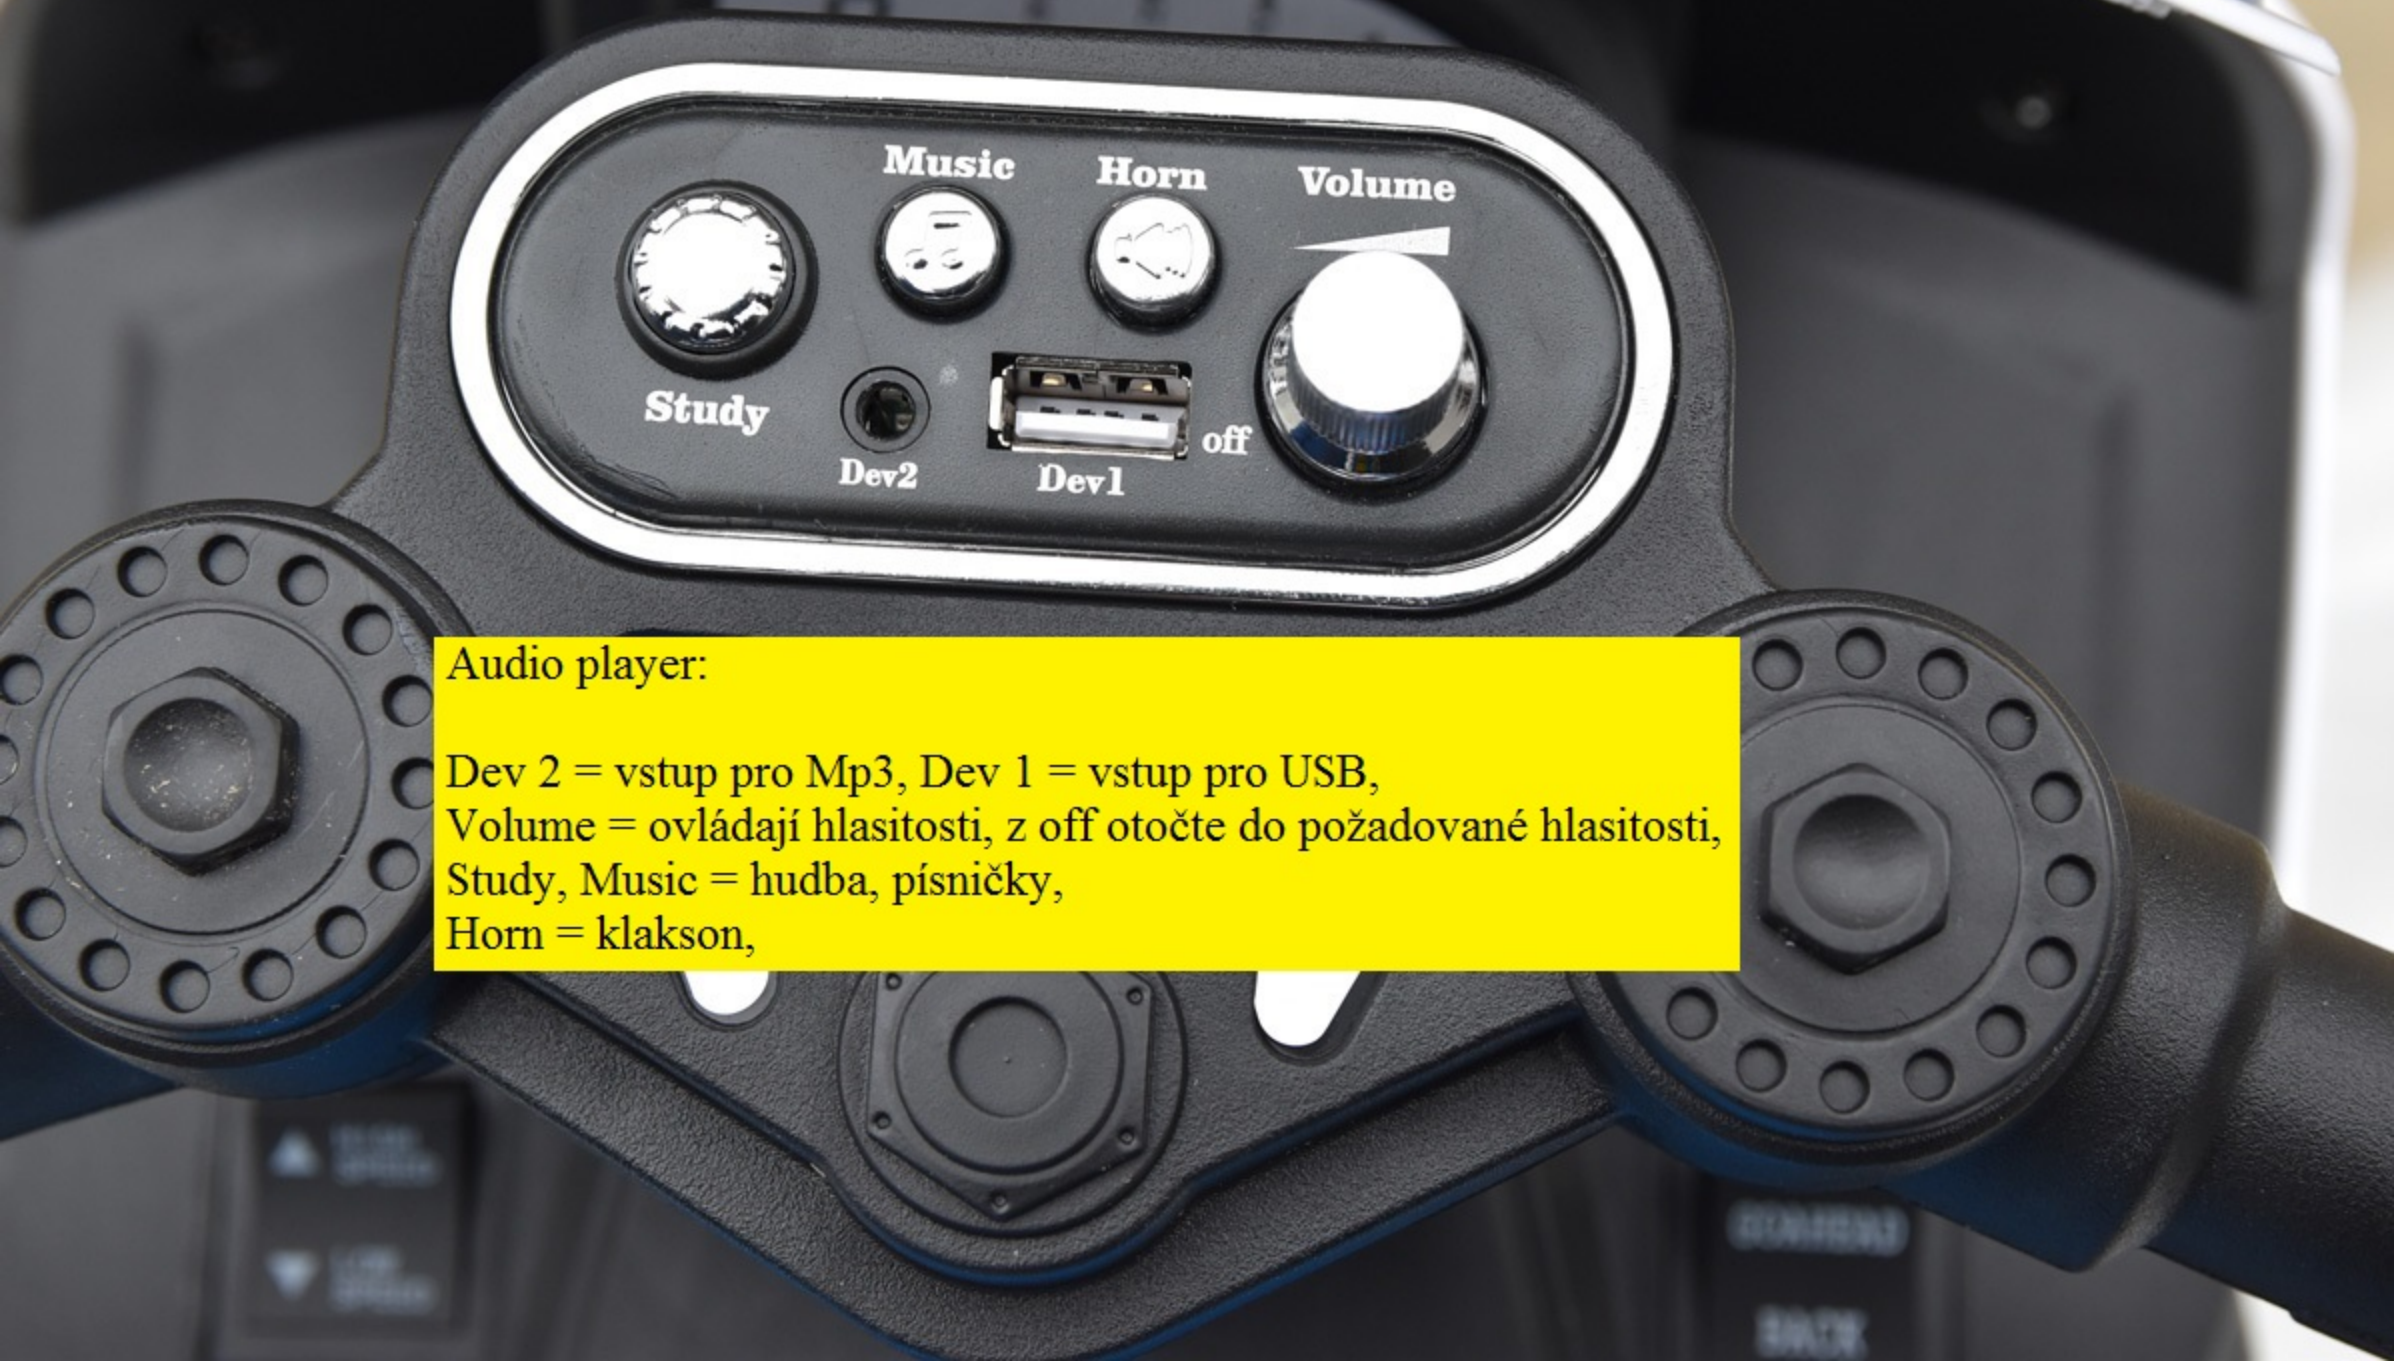 Music
Horn
Volume
Study
off
Dev2
Dev1
Audio player:
Dev 2 = vstup pro Mp3, Dev 1 = vstup pro USB,
Volume = ovládají hlasitosti, z off otočte do požadované hlasitosti,
Study, Music = hudba, písničky,
Horn = klakson,
BACK